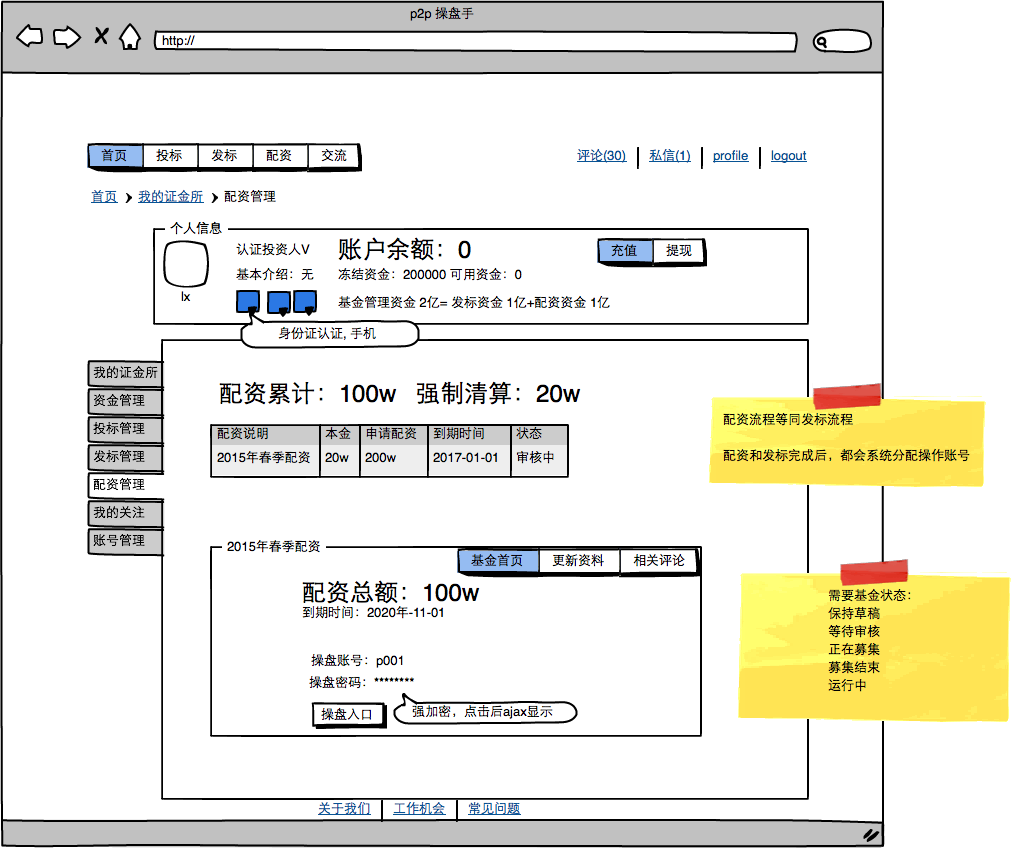 p2p 操盘手
http://
首页 投标 发标 配资 交流
评论(30) 私信(1) profile logout
首页 我的证金所 配资管理
个人信息
lx
认证投资人V
基本介绍：无
账户余额：0
冻结资金：200000 可用资金：0
基金管理资金 2亿= 发标资金 1亿+配资资金 1亿
充值 提现
身份证认证, 手机
我的证金所
资金管理
投标管理
发标管理
配资管理
我的关注
账号管理
配资累计：100w 强制清算：20w
配资说明 本金 申请配资 到期时间 状态
2015年春季配资 20w 200w 2017-01-01 审核中
配资流程等同发标流程
配资和发标完成后，都会系统分配操作账号
2015年春季配资
基金首页 更新资料 相关评论
配资总额：100w
到期时间：2020年-11-01
操盘账号：p001
操盘密码：********
操盘入口
强加密，点击后ajax显示
需要基金状态：
保持草稿
等待审核
正在募集
募集结束
运行中
关于我们 工作机会 常见问题